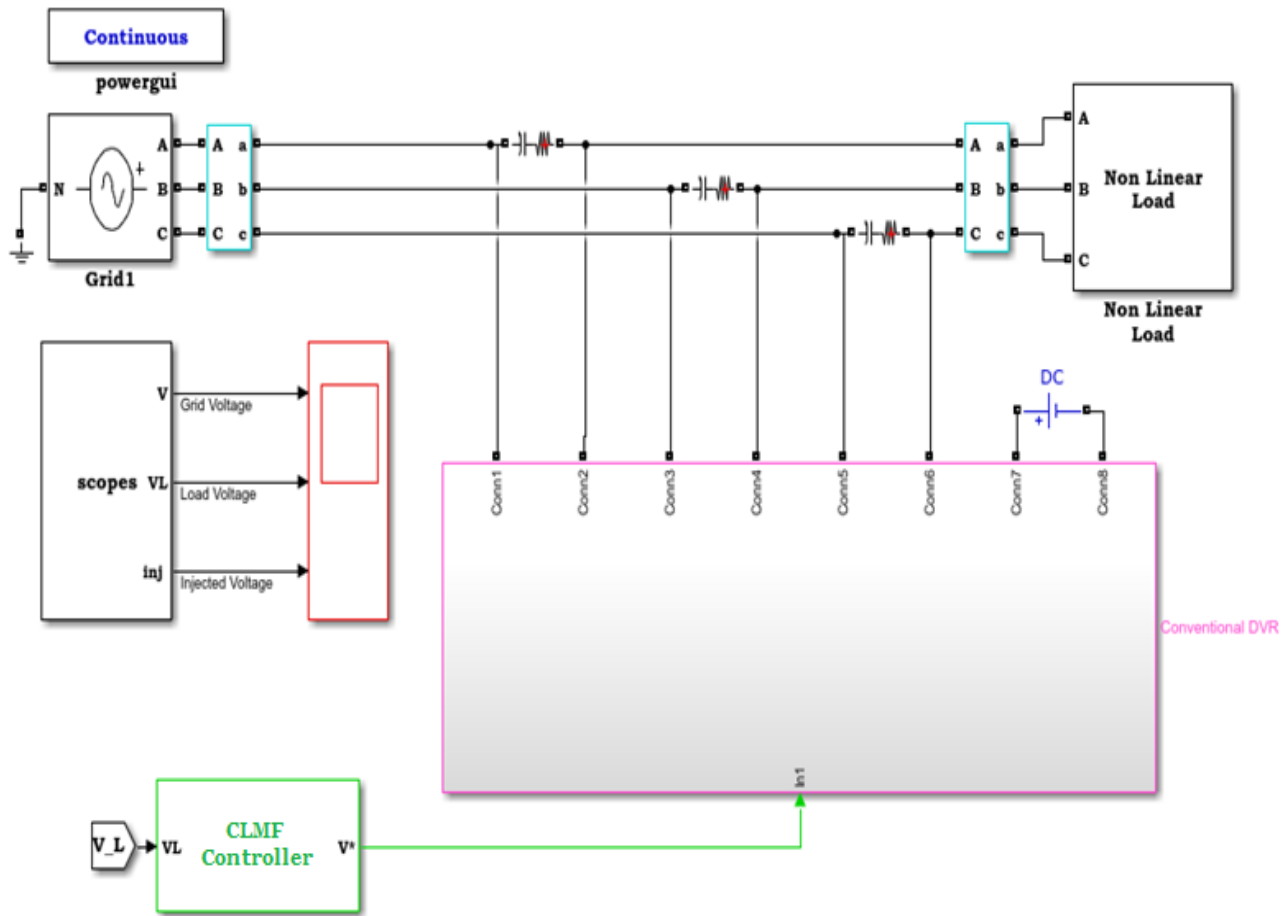 Continuous
powergui
N
+
A
B
C
A
B
C
a
b
c
Grid1
A
B
C
a
b
c
A
B
C
Non Linear
Load
Non Linear
Load
scopes
V
VL
inj
Grid Voltage
Load Voltage
Injected Voltage
DC
+
Conn1
Conn2
Conn3
Conn4
Conn5
Conn6
Conn7
Conn8
Conventional DVR
In1
V_L
VL
CLMF
Controller
V*